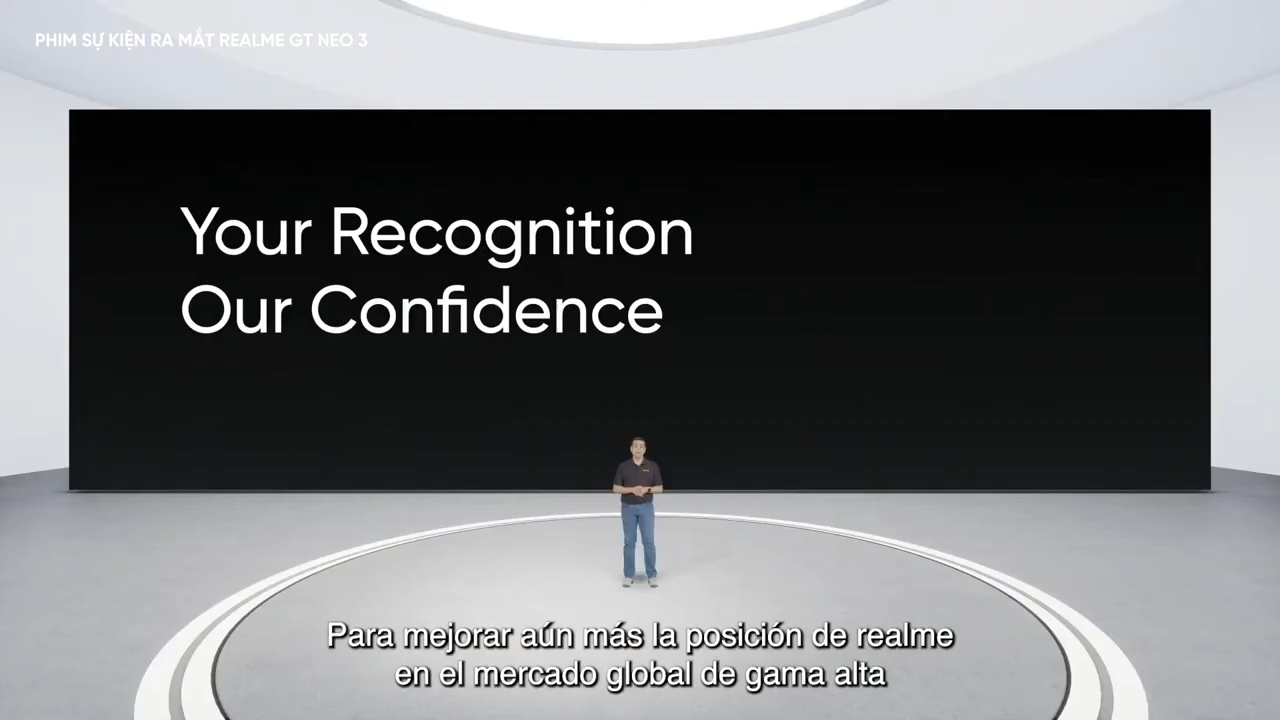 PHIM SỰ KIỆN RA MẮT REALME GT NEO 3
Your Recognition
Our Confidence
Para mejorar aún más la posición de realme
en el mercado global de gama alta